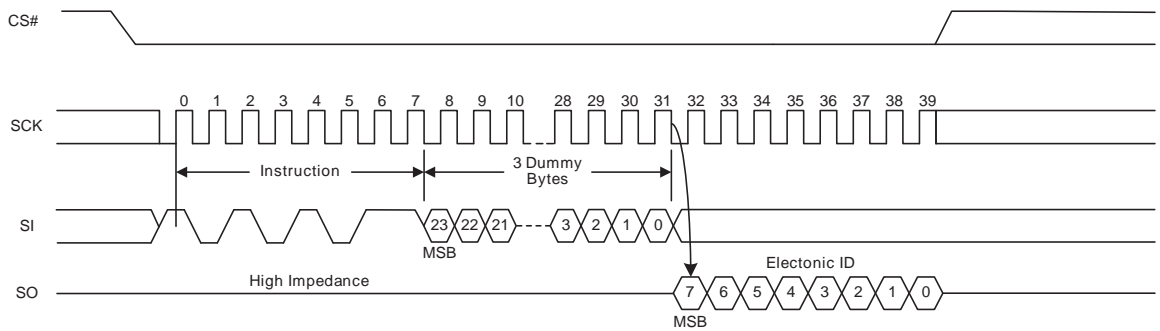 CS#
0 1 2 3 4 5 6 7 8 9 10 28 29 30 31 32 33 34 35 36 37 38 39
SCK
Instruction
3 Dummy
Bytes
SI
23 22 21 3 2 1 0
MSB
High Impedance
Electonic ID
SO
7 6 5 4 3 2 1 0
MSB